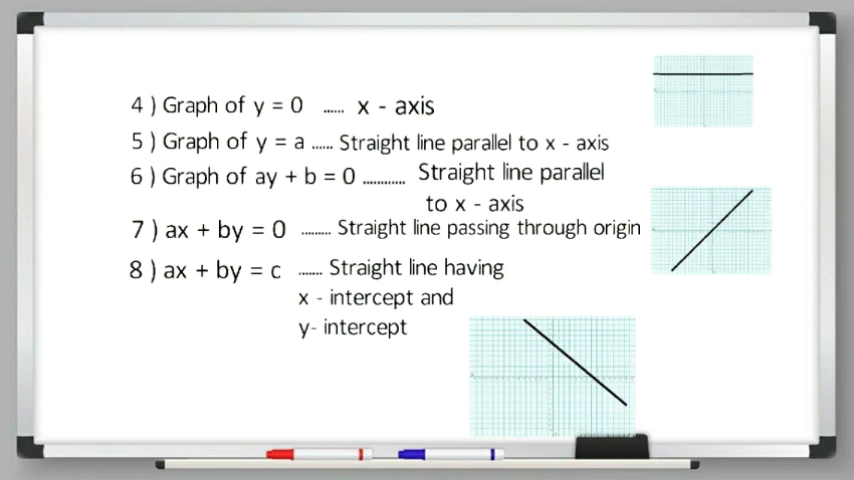 4 ) Graph of y = 0 ...... x - axis
5 ) Graph of y = a ...... Straight line parallel to x - axis
6 ) Graph of ay + b = 0 ............ Straight line parallel
to x - axis
7 ) ax + by = 0 ......... Straight line passing through origin
8 ) ax + by = c ....... Straight line having
x - intercept and
y- intercept